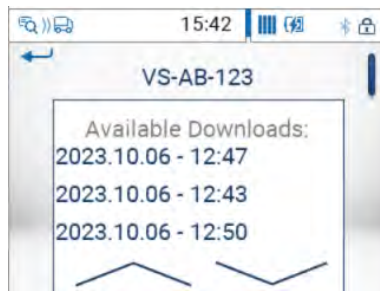 15:42
VS-AB-123
Available Downloads:
2023.10.06 - 12:47
2023.10.06 - 12:43
2023.10.06 - 12:50